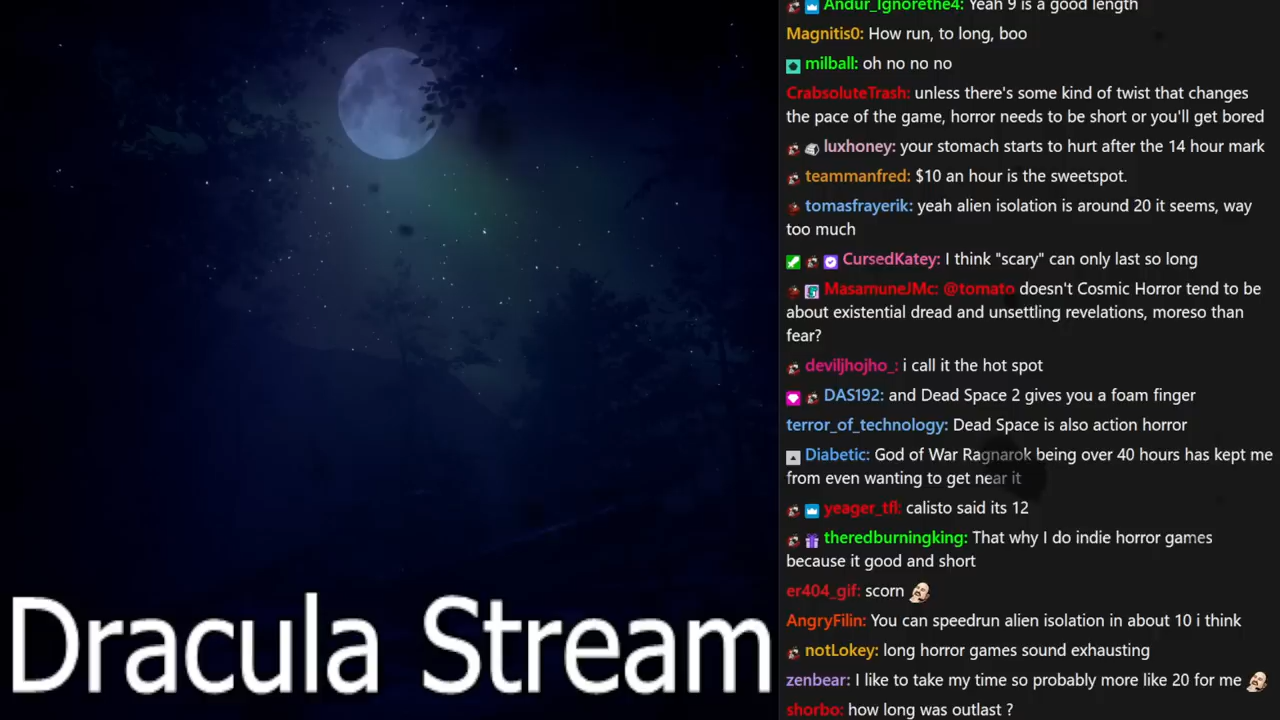 Andur_Ignorethe4: Yeah 9 is a good length
Magnitis0: How run, to long, boo
milball: oh no no no
CrabsoluteTrash: unless there's some kind of twist that changes
the pace of the game, horror needs to be short or you'll get bored
luxhoney: your stomach starts to hurt after the 14 hour mark
teammanfred: $10 an hour is the sweetspot.
tomasfrayerik: yeah alien isolation is around 20 it seems, way
too much
CursedKatey: I think "scary" can only last so long
MasamuneJMc: @tomato doesn't Cosmic Horror tend to be
about existential dread and unsettling revelations, moreso than
fear?
deviljhojho_: i call it the hot spot
DAS192: and Dead Space 2 gives you a foam finger
terror_of_technology: Dead Space is also action horror
Diabetic: God of War Ragnarok being over 40 hours has kept me
from even wanting to get near it
yeager_tfl: calisto said its 12
theredburningking: That why I do indie horror games
because it good and short
er404_gif: scorn
AngryFilin: You can speedrun alien isolation in about 10 i think
notLokey: long horror games sound exhausting
zenbear: I like to take my time so probably more like 20 for me
shorbo: how long was outlast ?
Dracula Stream